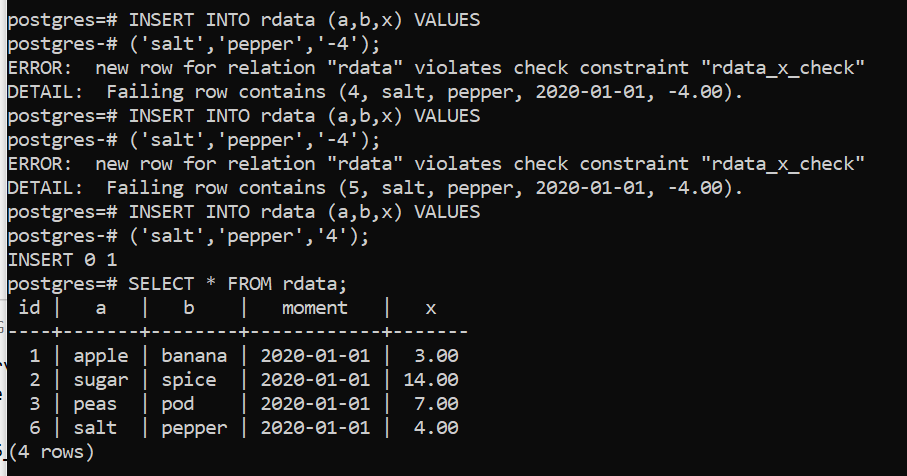 postgres=# INSERT INTO rdata (a,b,x) VALUES
postgres-# ('salt','pepper','-4');
ERROR:  new row for relation "rdata" violates check constraint "rdata_x_check"
DETAIL:  Failing row contains (4, salt, pepper, 2020-01-01, -4.00).
postgres=# INSERT INTO rdata (a,b,x) VALUES
postgres-# ('salt','pepper','-4');
ERROR:  new row for relation "rdata" violates check constraint "rdata_x_check"
DETAIL:  Failing row contains (5, salt, pepper, 2020-01-01, -4.00).
postgres=# INSERT INTO rdata (a,b,x) VALUES
postgres-# ('salt','pepper','4');
INSERT 0 1
postgres=# SELECT * FROM rdata;
 id |   a   |   b    |   moment   |   x
----+-------+--------+------------+-------
  1 | apple | banana | 2020-01-01 |  3.00
  2 | sugar | spice  | 2020-01-01 | 14.00
  3 | peas  | pod    | 2020-01-01 |  7.00
  6 | salt  | pepper | 2020-01-01 |  4.00
(4 rows)